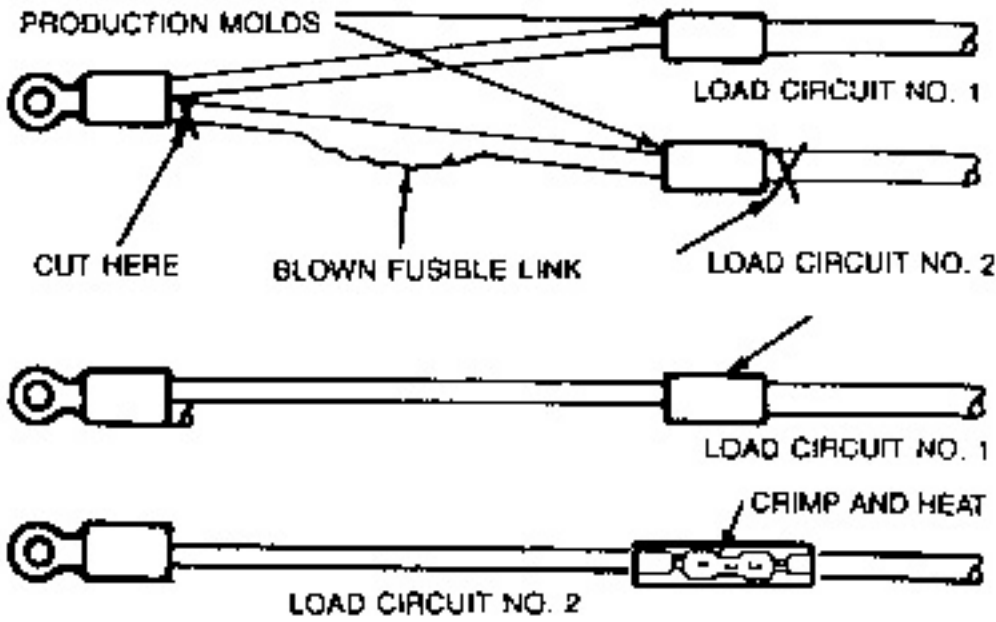 PRODUCTION MOLDS
LOAD CIRCUIT NO. 1
CUT HERE
BLOWN FUSIBLE LINK
LOAD CIRCUIT NO. 2
LOAD CIRCUIT NO. 1
CRIMP AND HEAT
LOAD CIRCUIT NO. 2